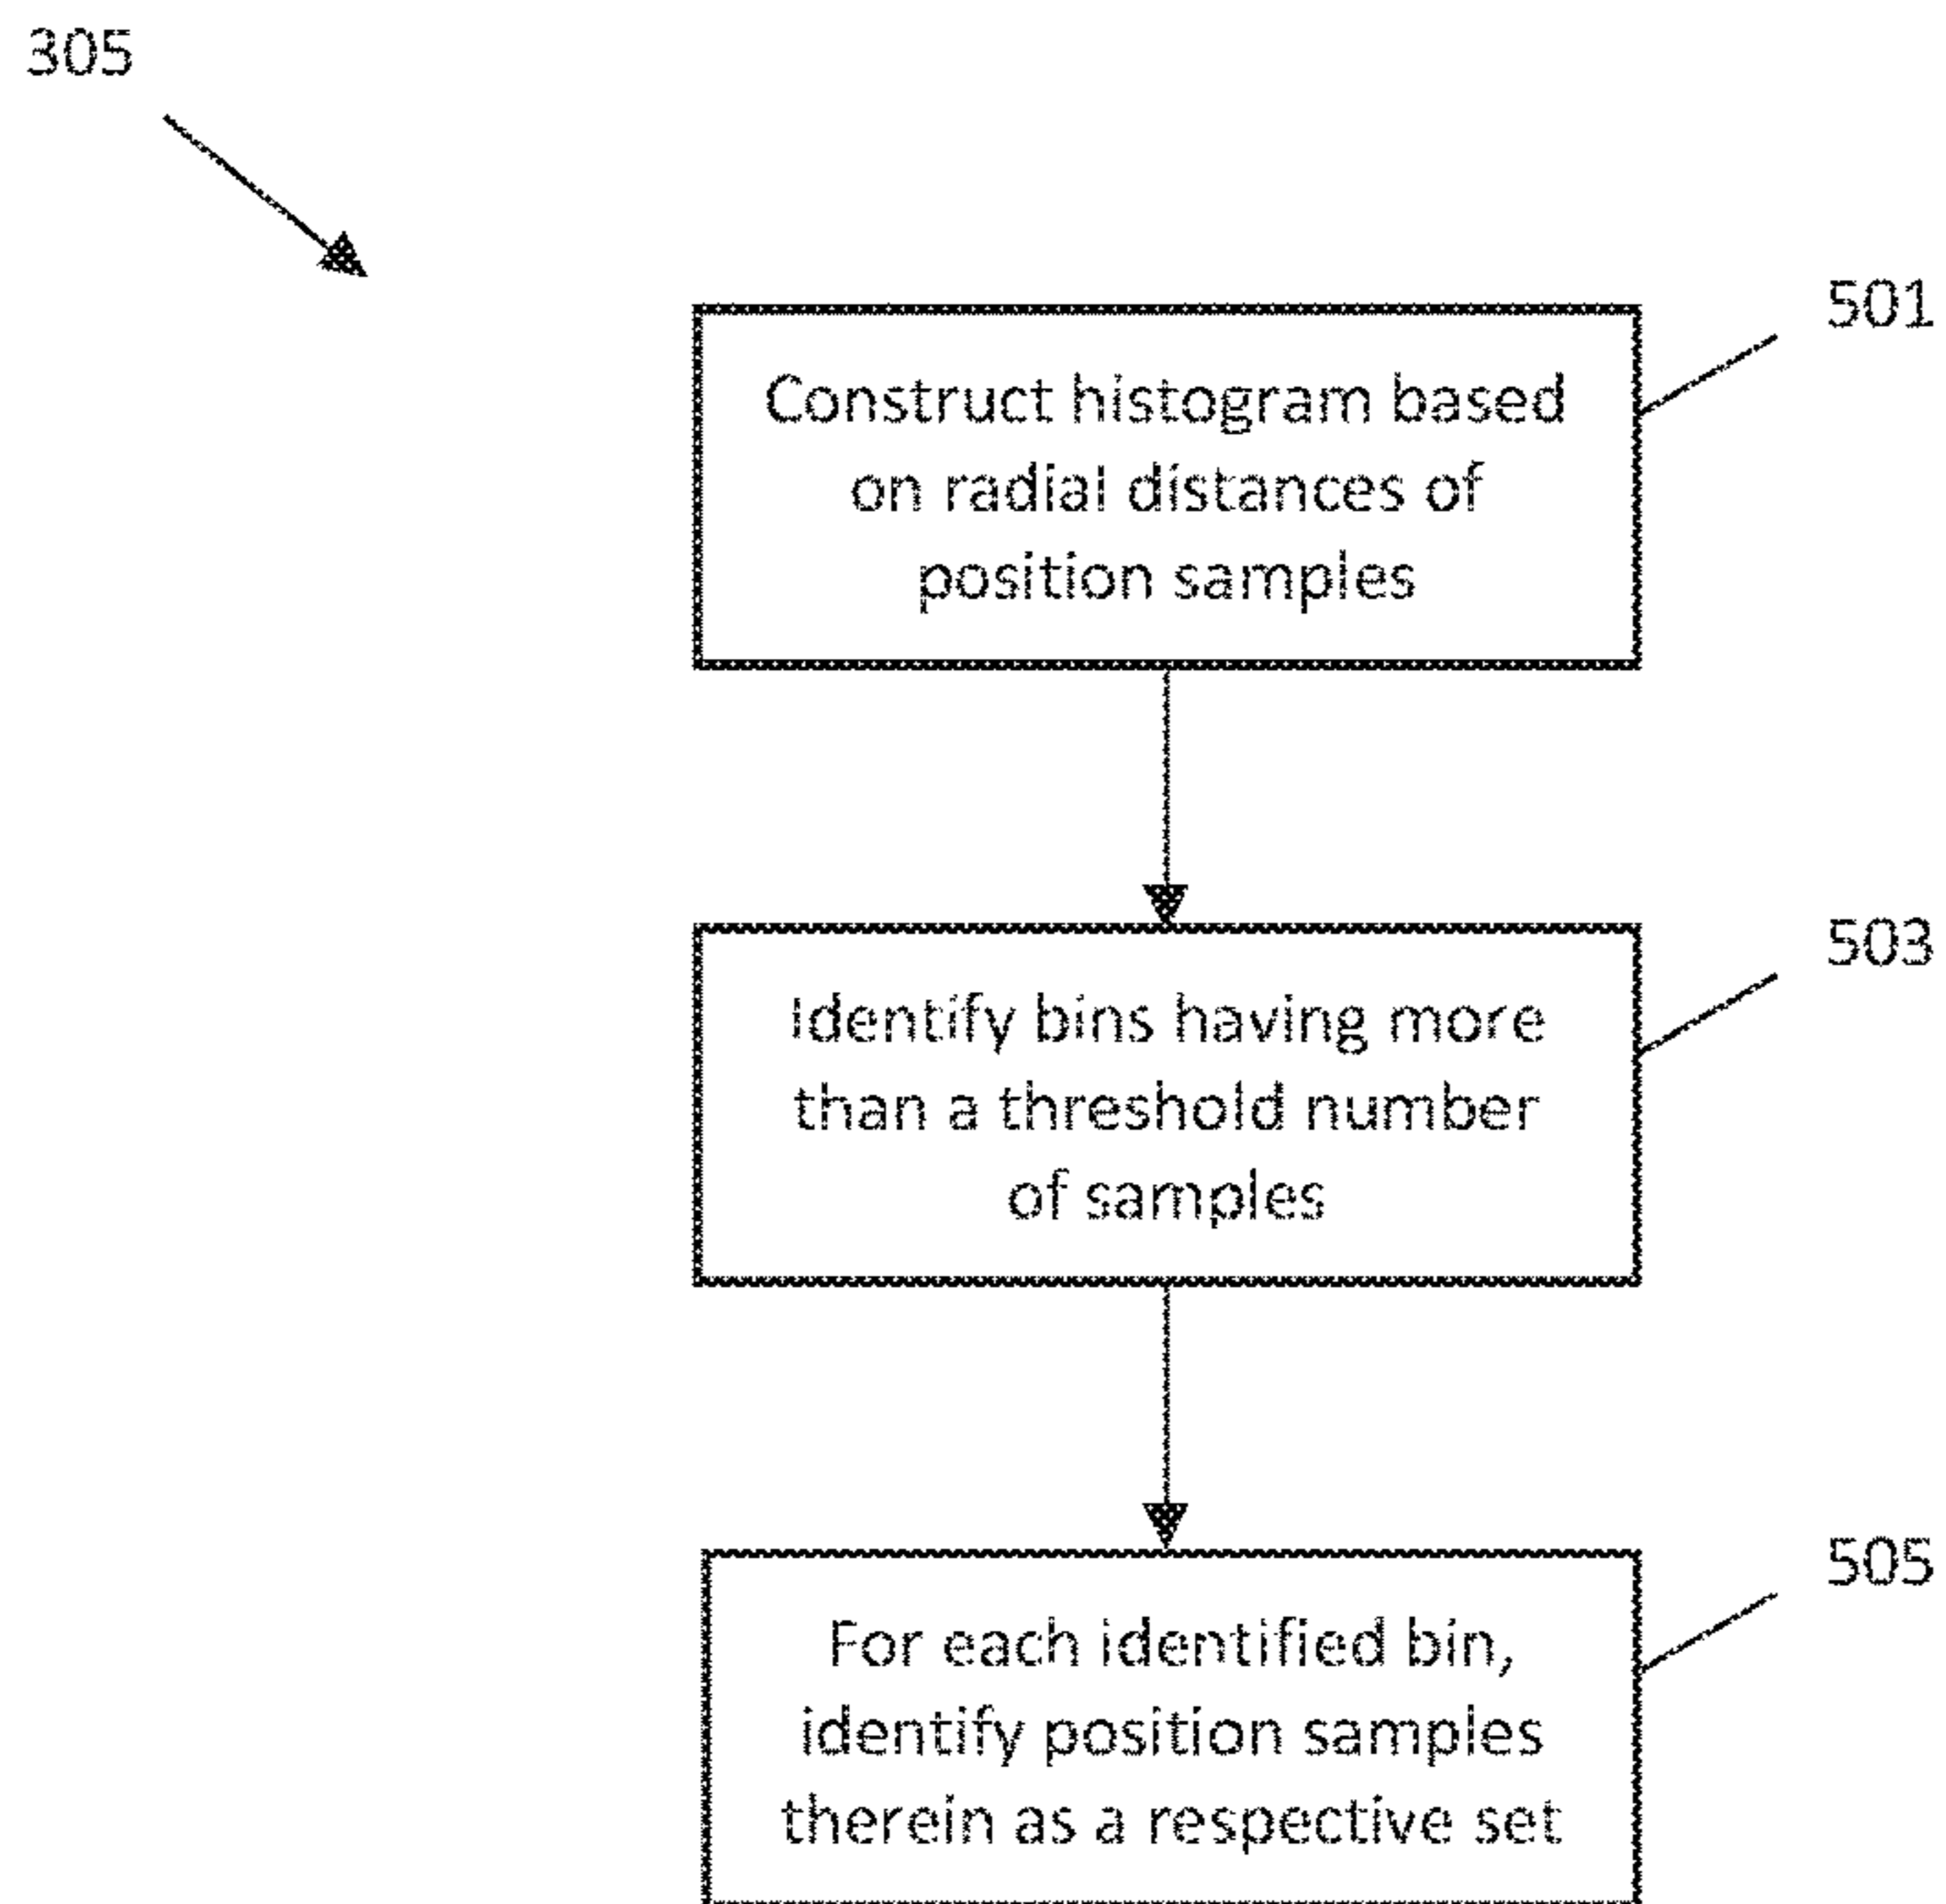 305
501
Construct histogram based
on radial distances of
position samples
503
Identify bins having more
than a threshold number
of samples
505
For each identified bin,
identify position samples
therein as a respective set